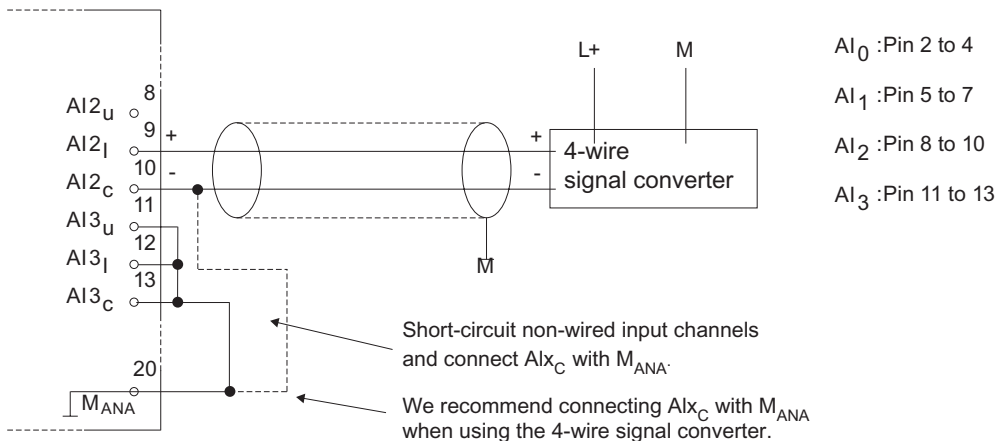 L+ M
AI0 :Pin 2 to 4
AI1 :Pin 5 to 7
AI2 :Pin 8 to 10
AI3 :Pin 11 to 13
8
AI2u
9 + +
AI2I
10 - -
AI2c
4-wire
signal converter
11
AI3u
12
AI3I
13
AI3c
M
Short-circuit non-wired input channels
and connect AIxC with MANA.
20
MANA
We recommend connecting AIxC with MANA
when using the 4-wire signal converter.